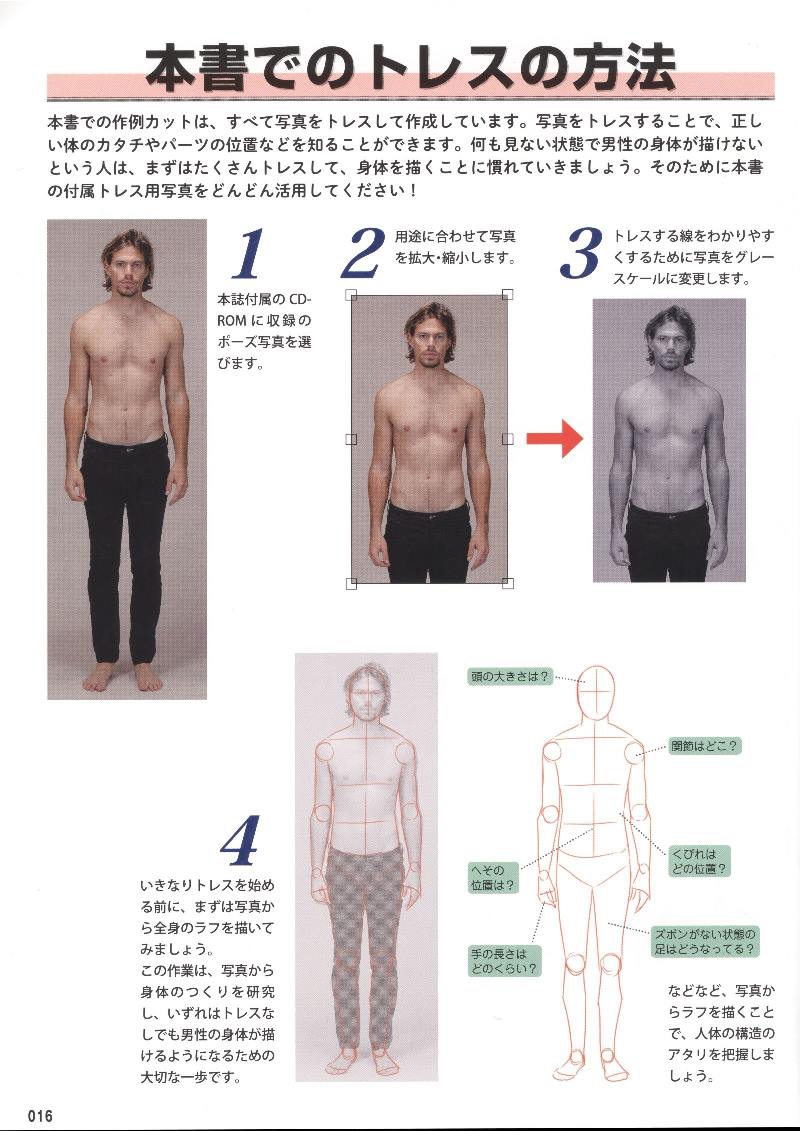 本書でのトレスの方法
本書での作例カットは、すべて写真をトレスして作成しています。写真をトレスすることで、正し
い体のカタチやパーツの位置などを知ることができます。何も見ない状態で男性の身体が描けない
という人は、まずはたくさんトレスして、身体を描くことに慣れていきましょう。そのために本書
の付属トレス用写真をどんどん活用してください！
1
本誌付属の CD-
ROM に収録の
ポーズ写真を選
びます。
2
用途に合わせて写真
を拡大・縮小します。
3
トレスする線をわかりやす
くするために写真をグレー
スケールに変更します。
4
いきなりトレスを始め
る前に、まずは写真か
ら全身のラフを描いて
みましょう。
この作業は、写真から
身体のつくりを研究
し、いずれはトレスな
しでも男性の身体が描
けるようになるための
大切な一歩です。
頭の大きさは？
関節はどこ？
くびれは
どの位置？
へその
位置は？
ズボンがない状態の
足はどうなってる？
手の長さは
どのくらい？
などなど、写真か
らラフを描くこと
で、人体の構造の
アタリを把握しま
しょう。
016